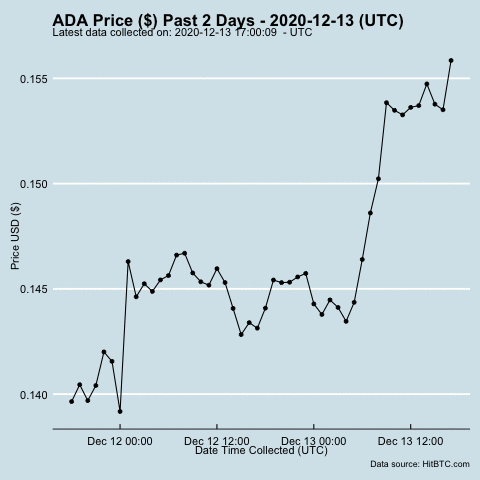 ADA Price ($) Past 2 Days - 2020-12-13 (UTC)
Latest data collected on: 2020-12-13 17:00:09  - UTC
0.155
0.150
0.145
0.140
Price USD ($)
Dec 12 00:00 Dec 12 12:00 Dec 13 00:00 Dec 13 12:00
Date Time Collected (UTC)
Data source: HitBTC.com